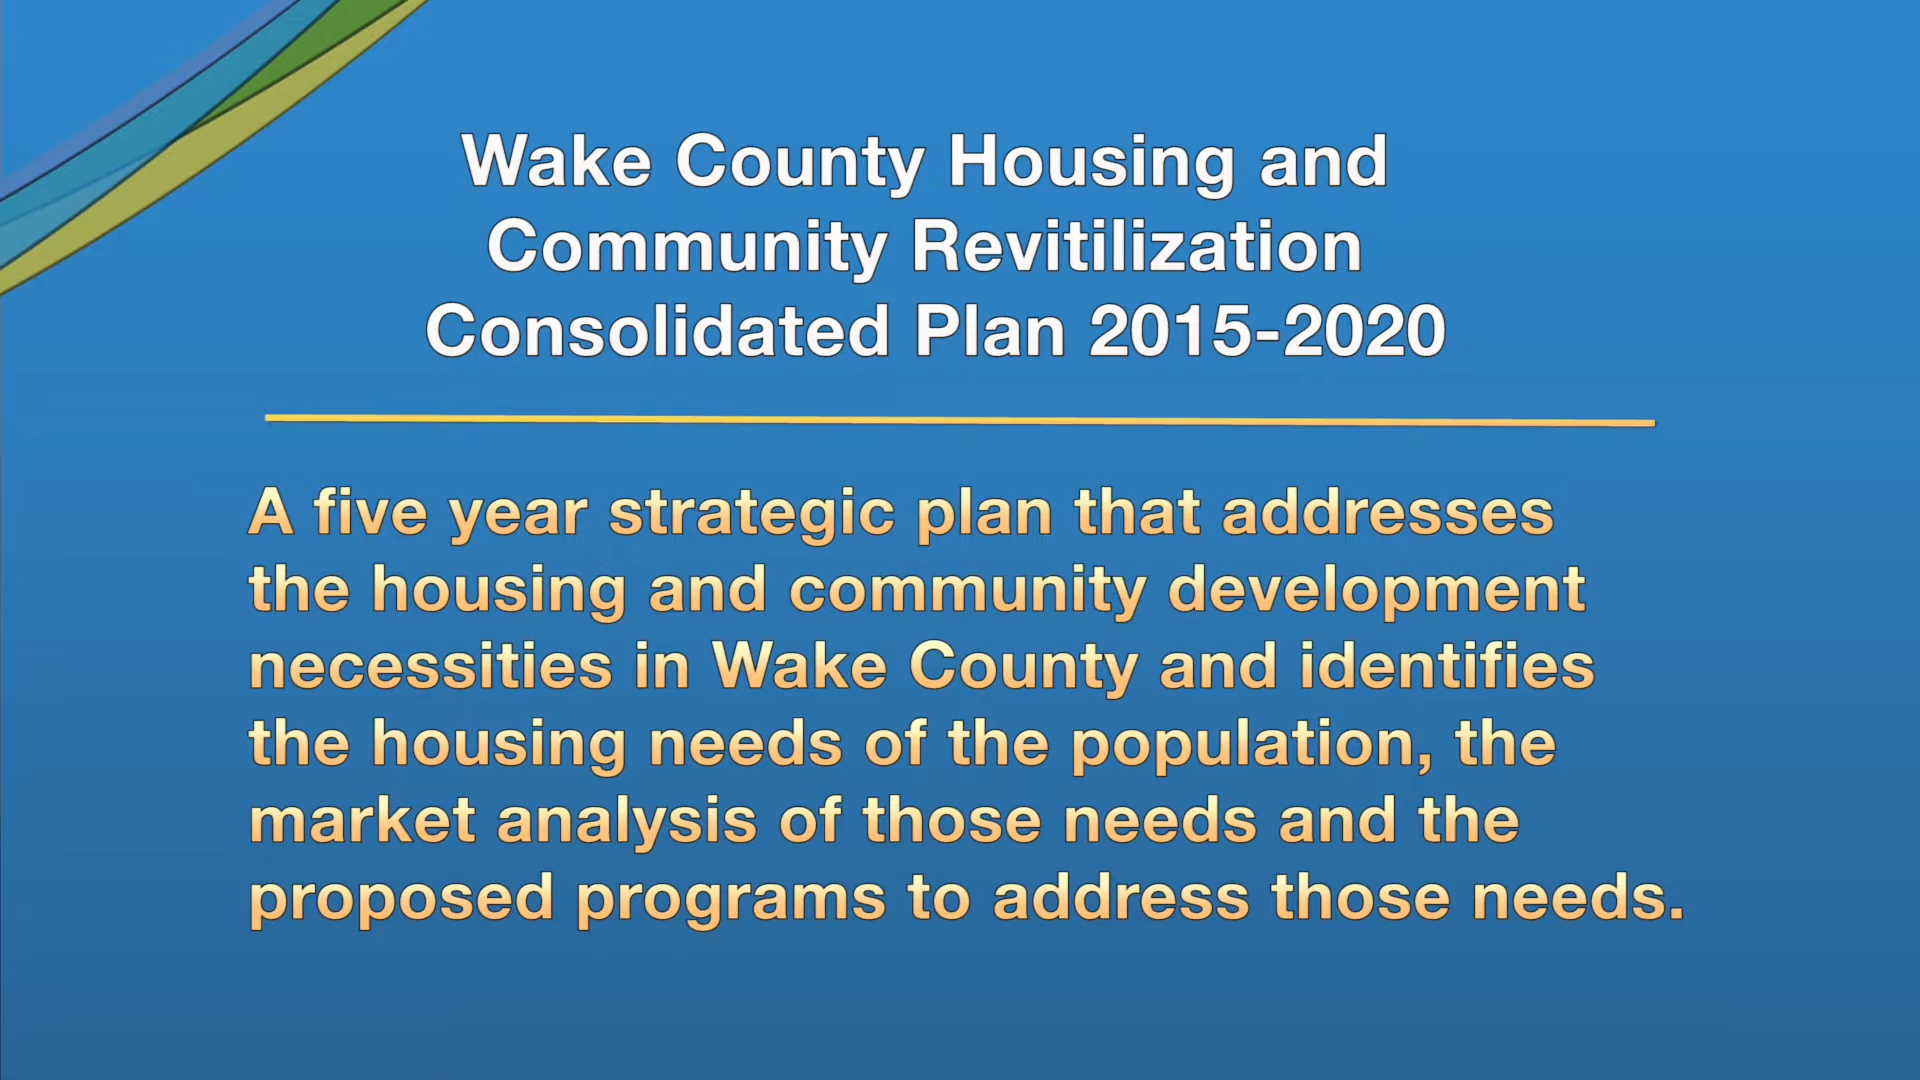 Wake County Housing and
Community Revitilization
Consolidated Plan 2015-2020
A five year strategic plan that addresses
the housing and community development
necessities in Wake County and identifies
the housing needs of the population, the
market analysis of those needs and the
proposed programs to address those needs.